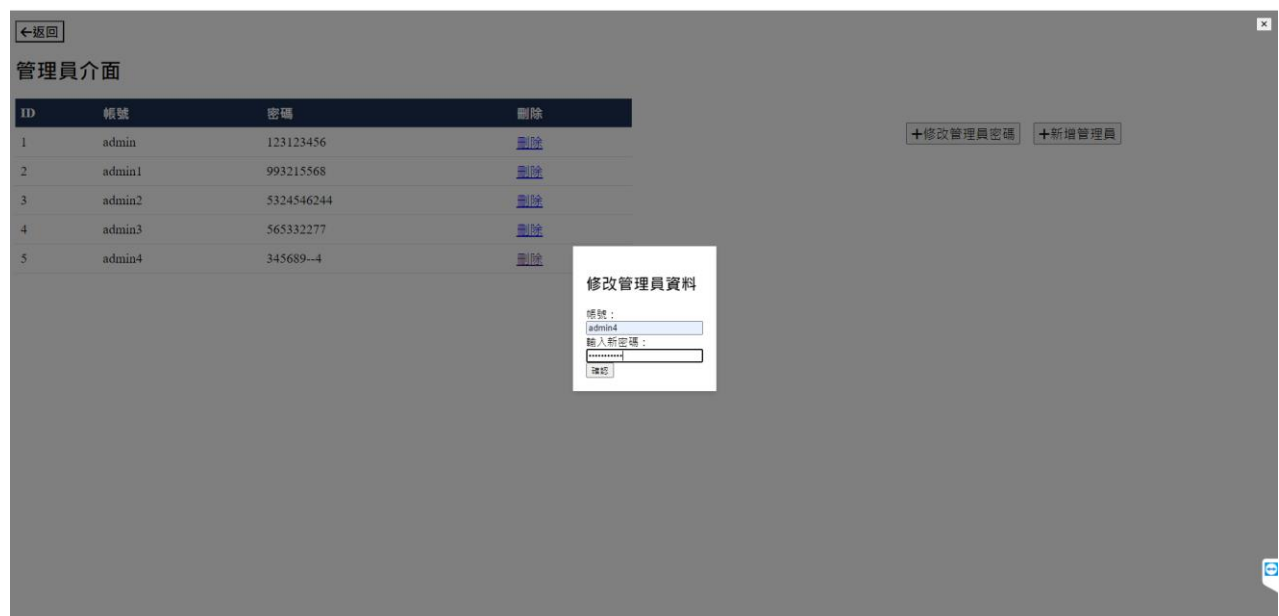 ←返回
管理員介面
ID 帳號 密碼 刪除
1 admin 123123456 刪除
2 admin1 993215568 刪除
3 admin2 5324546244 刪除
4 admin3 565332277 刪除
5 admin4 345689--4 刪除
+修改管理員密碼 +新增管理員
修改管理員資料
帳號：
admin4
輸入新密碼：
•••••••••••
確認